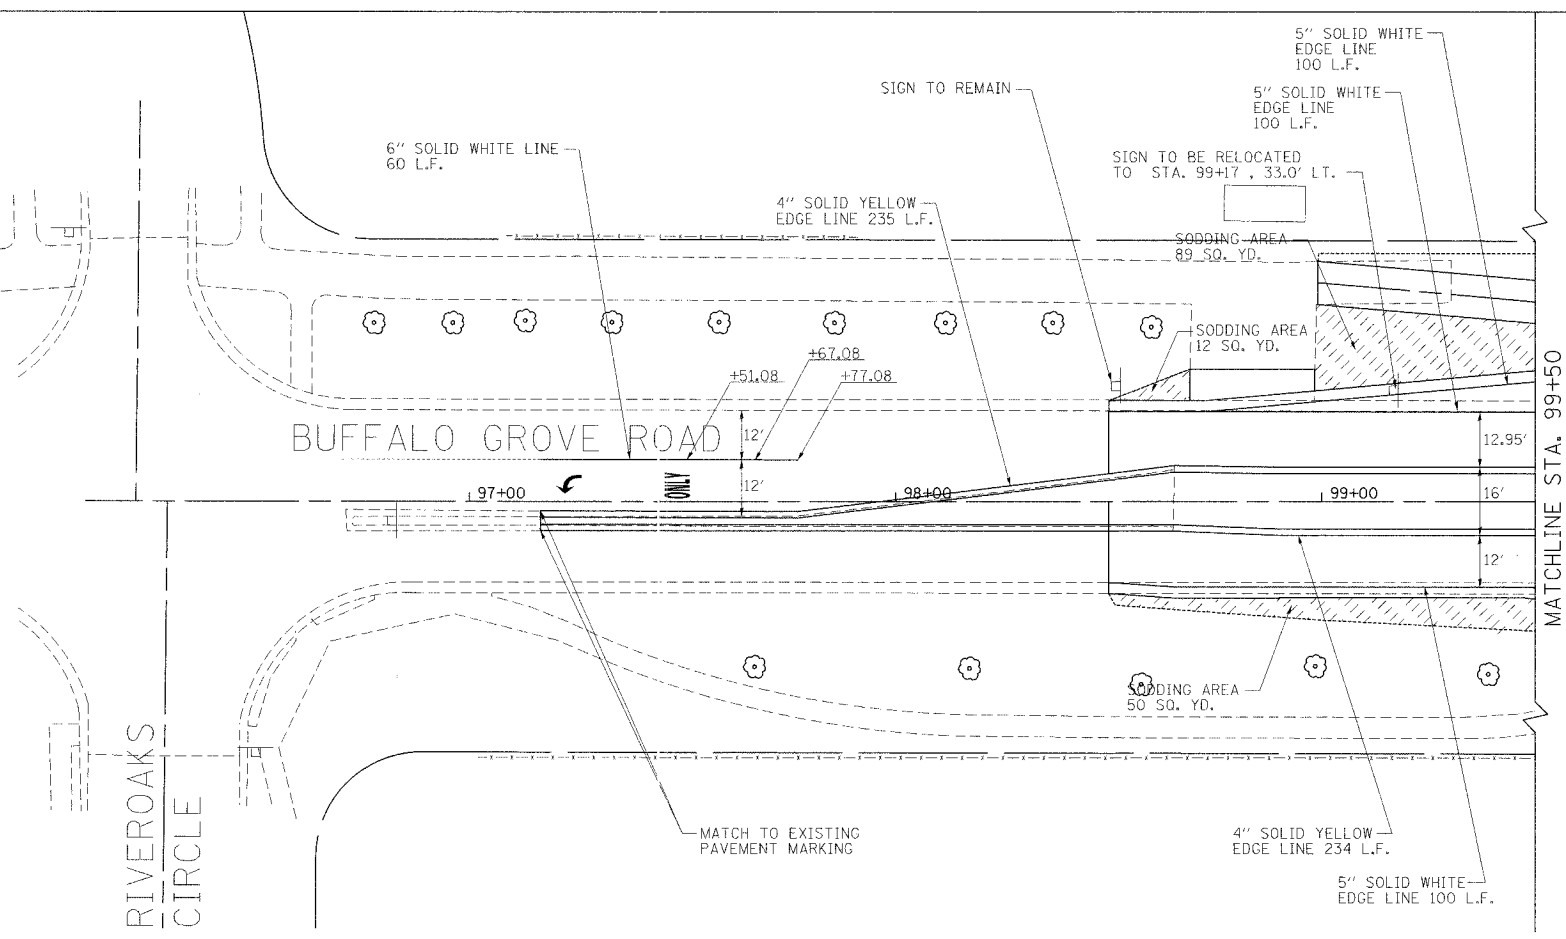 5" SOLID WHITE
EDGE LINE
100 L.F.
SIGN TO REMAIN
5" SOLID WHITE
EDGE LINE
100 L.F.
6" SOLID WHITE LINE
60 L.F.
SIGN TO BE RELOCATED
TO STA. 99+17 , 33.0' LT.
4" SOLID YELLOW
EDGE LINE 235 L.F.
SODDING AREA
89 SQ. YD.
SODDING AREA
12 SQ. YD.
+67.08
+51.08
+77.08
BUFFALO GROVE ROAD
12'
12'
ONLY
97+00
98+00
99+00
12.95'
16'
12'
MATCHLINE STA. 99+50
SODDING AREA
50 SQ. YD.
RIVEROAKS
CIRCLE
MATCH TO EXISTING
PAVEMENT MARKING
4" SOLID YELLOW
EDGE LINE 234 L.F.
5" SOLID WHITE
EDGE LINE 100 L.F.